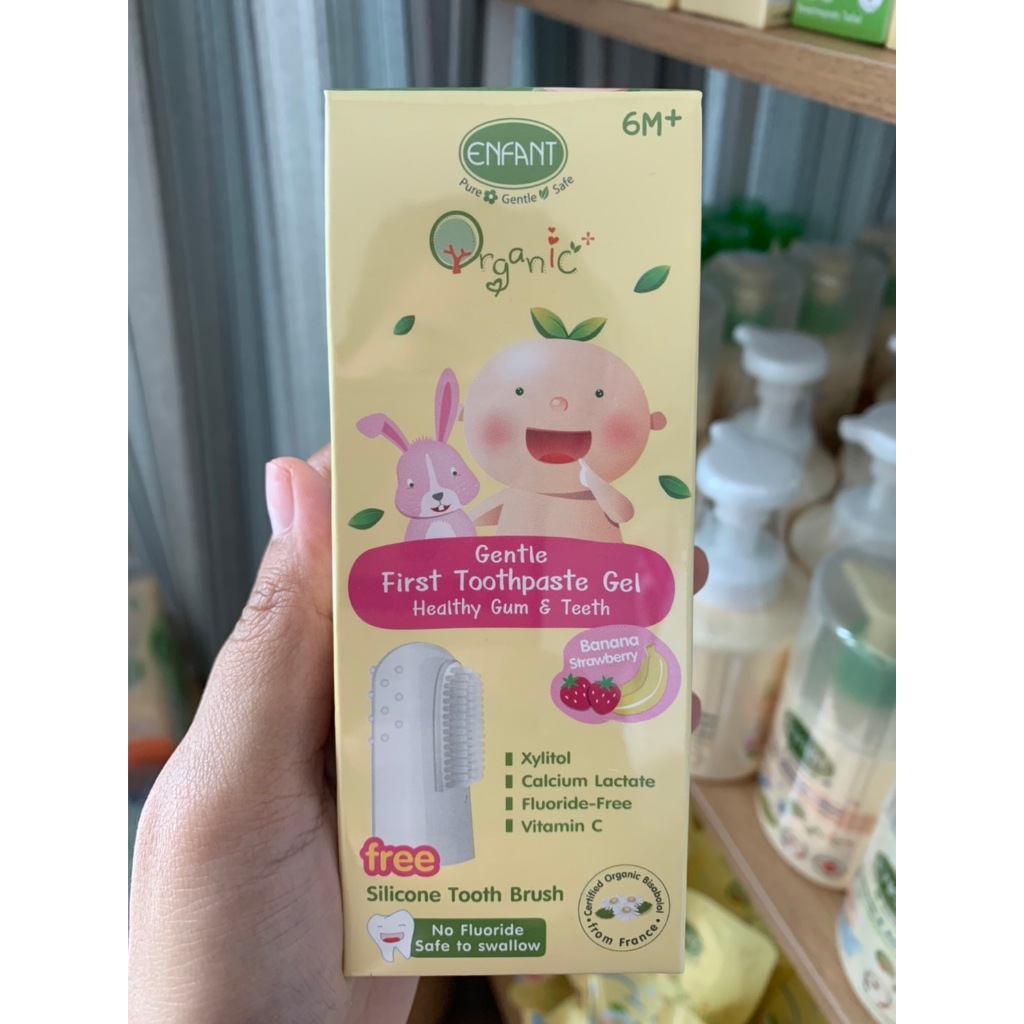 6M+
ENFANT
Pure Gentle Safe
Organic+
Gentle
First Toothpaste Gel
Healthy Gum & Teeth
Banana
Strawberry
Xylitol
Calcium Lactate
Fluoride-Free
Vitamin C
free
Silicone Tooth Brush
No Fluoride
Safe to swallow
Certified Organic Bisabolol
• from France •